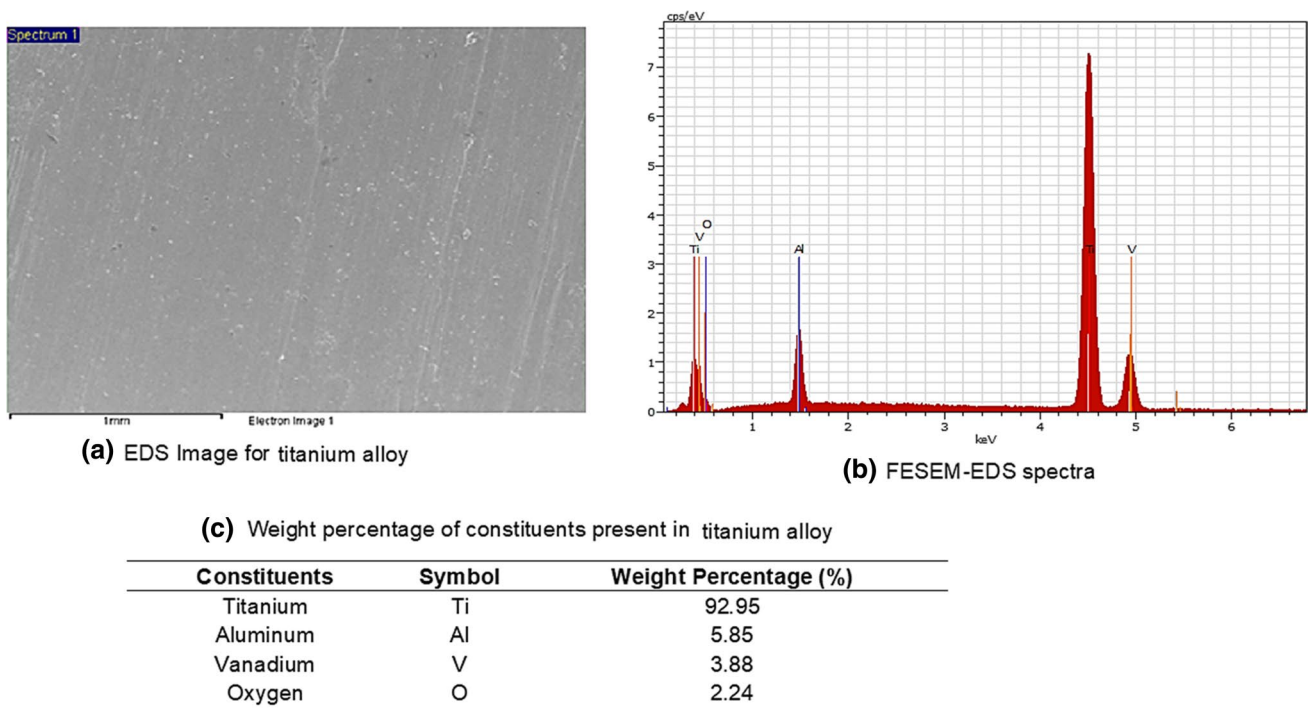 Spectrum 1
1mm
Electron Image 1
(a) EDS Image for titanium alloy
cps/eV
7
6
5
4
3
2
1
0
Ti
V
O
Al
Ti
V
1 2 3 4 5 6
keV
(b) FESEM-EDS spectra
(c) Weight percentage of constituents present in titanium alloy
Constituents Symbol Weight Percentage (%)
Titanium Ti 92.95
Aluminum Al 5.85
Vanadium V 3.88
Oxygen O 2.24